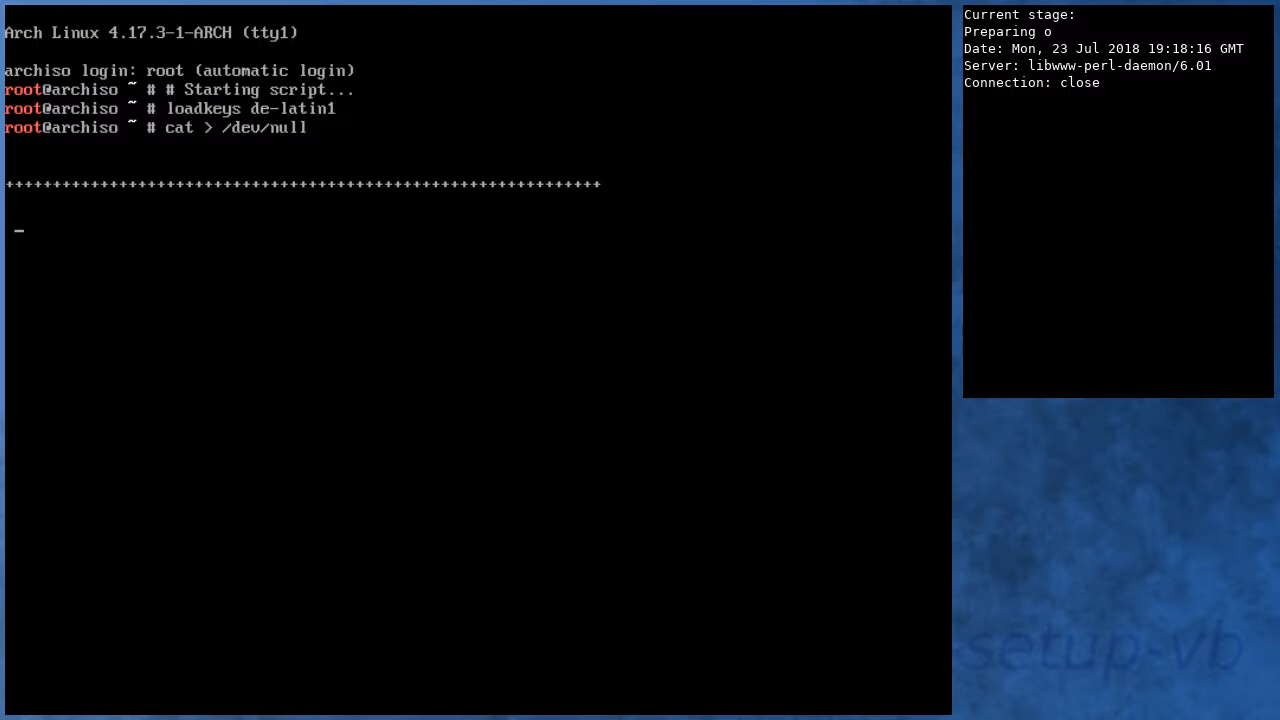 Arch Linux 4.17.3-1-ARCH (tty1)
archiso login: root (automatic login)
root@archiso ~ # # Starting script...
root@archiso ~ # loadkeys de-latin1
root@archiso ~ # cat > /dev/null
+++++++++++++++++++++++++++++++++++++++++++++++++++++++++++++++
_
Current stage:
Preparing o
Date: Mon, 23 Jul 2018 19:18:16 GMT
Server: libwww-perl-daemon/6.01
Connection: close
-setup-vb